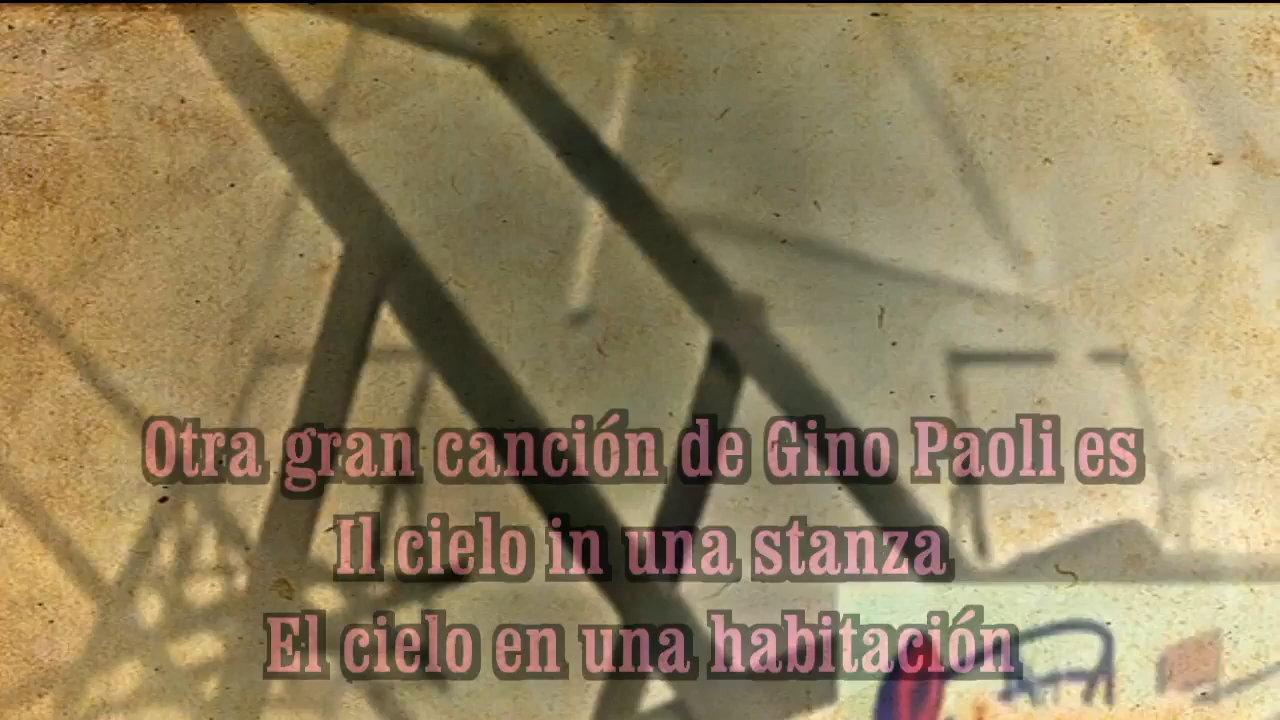 Otra gran canción de Gino Paoli es
Il cielo in una stanza
El cielo en una habitación